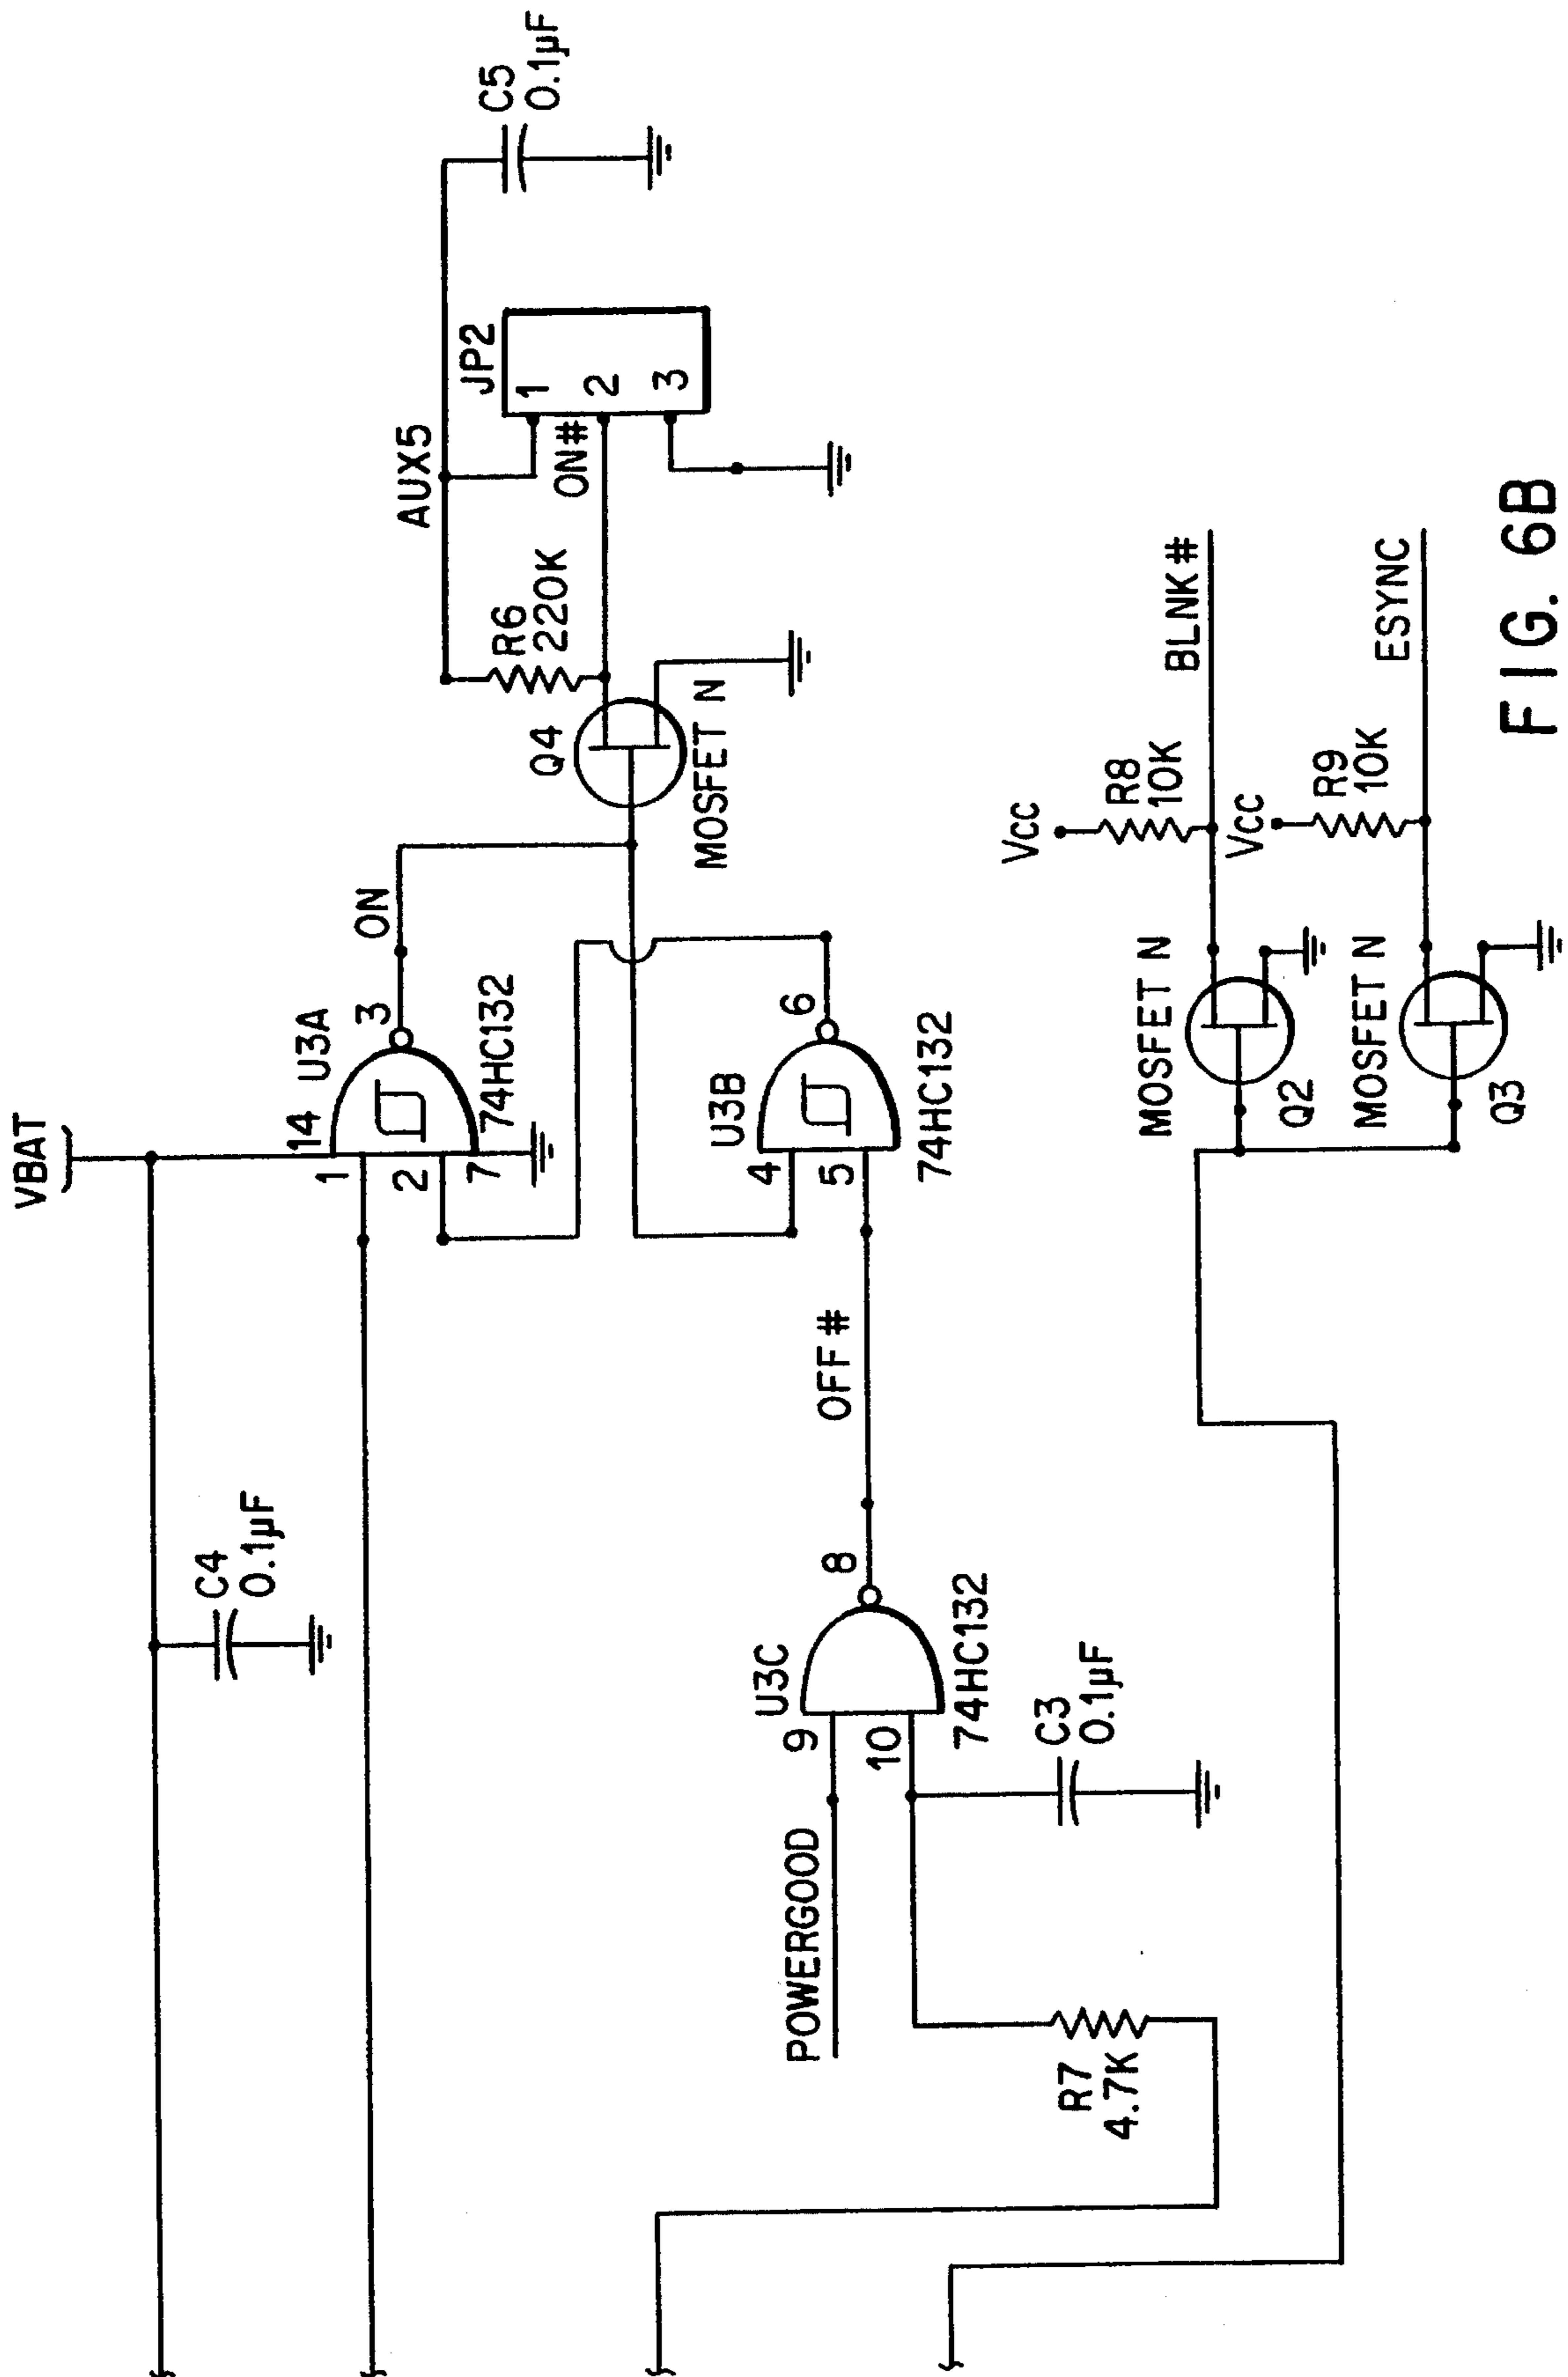 VBAT
C4
0.1µF
14
U3A
1
2
7
3
74HC132
ON
AUX5
C5
0.1µF
JP2
1
2
3
ON#
R6
220K
Q4
MOSFET N
U3B
4
5
6
74HC132
OFF#
U3C
9
10
8
74HC132
POWERGOOD
C3
0.1µF
R7
4.7K
VCC
R8
10K
BLNK#
MOSFET N
Q2
VCC
R9
10K
ESYNC
MOSFET N
Q3
FIG. 6B